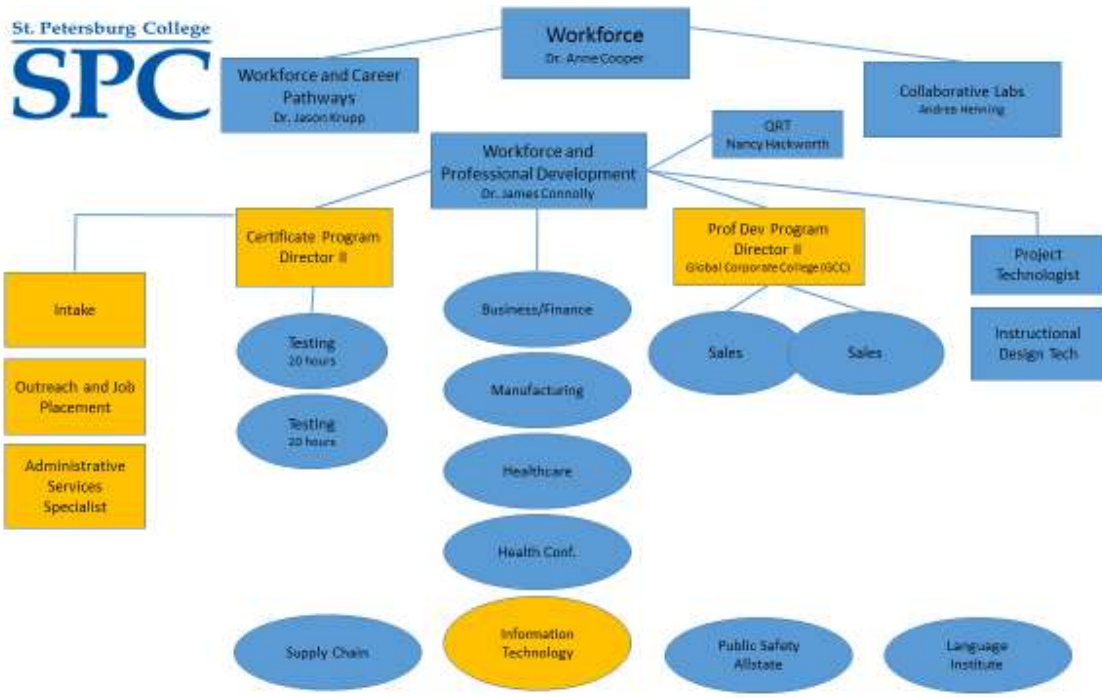 St. Petersburg College
SPC
Workforce
Dr. Anne Cooper
Workforce and Career
Pathways
Dr. Jason Krupp
Collaborative Labs
Andrea Henning
QRT
Nancy Hackworth
Workforce and
Professional Development
Dr. James Connolly
Certificate Program
Director II
Prof Dev Program
Director II
Global Corporate College (GCC)
Project
Technologist
Intake
Business/Finance
Testing
20 hours
Sales
Sales
Instructional
Design Tech
Outreach and Job
Placement
Manufacturing
Testing
20 hours
Administrative
Services
Specialist
Healthcare
Health Conf.
Supply Chain
Information
Technology
Public Safety
Allstate
Language
Institute